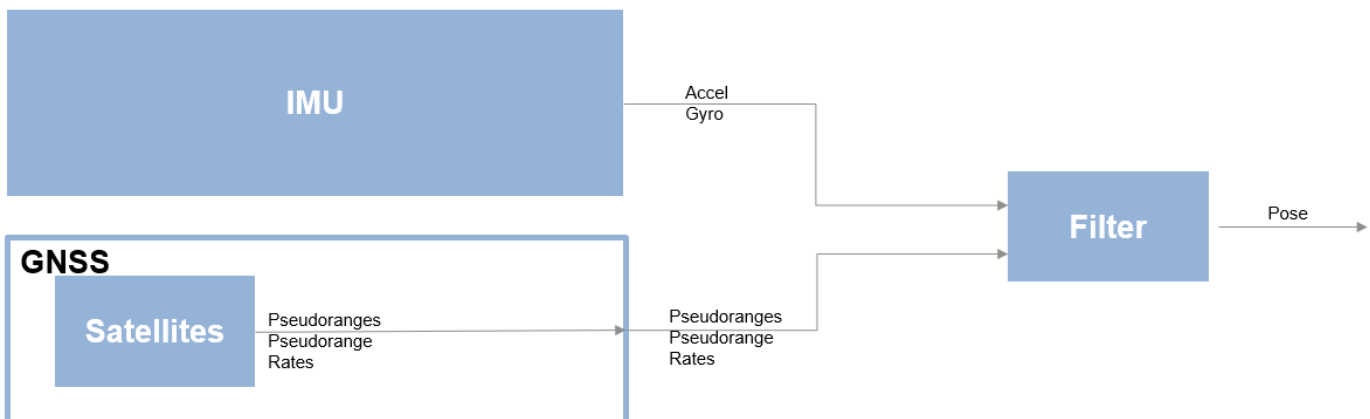 IMU
Accel
Gyro
Filter
Pose
GNSS
Satellites
Pseudoranges
Pseudorange
Rates
Pseudoranges
Pseudorange
Rates